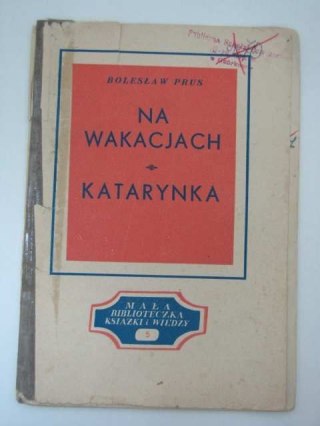 BOLESŁAW PRUS
NA
WAKACJACH
KATARYNKA
MAŁA
BIBLIOTECZKA
KSIĄŻKI i WIEDZY
5